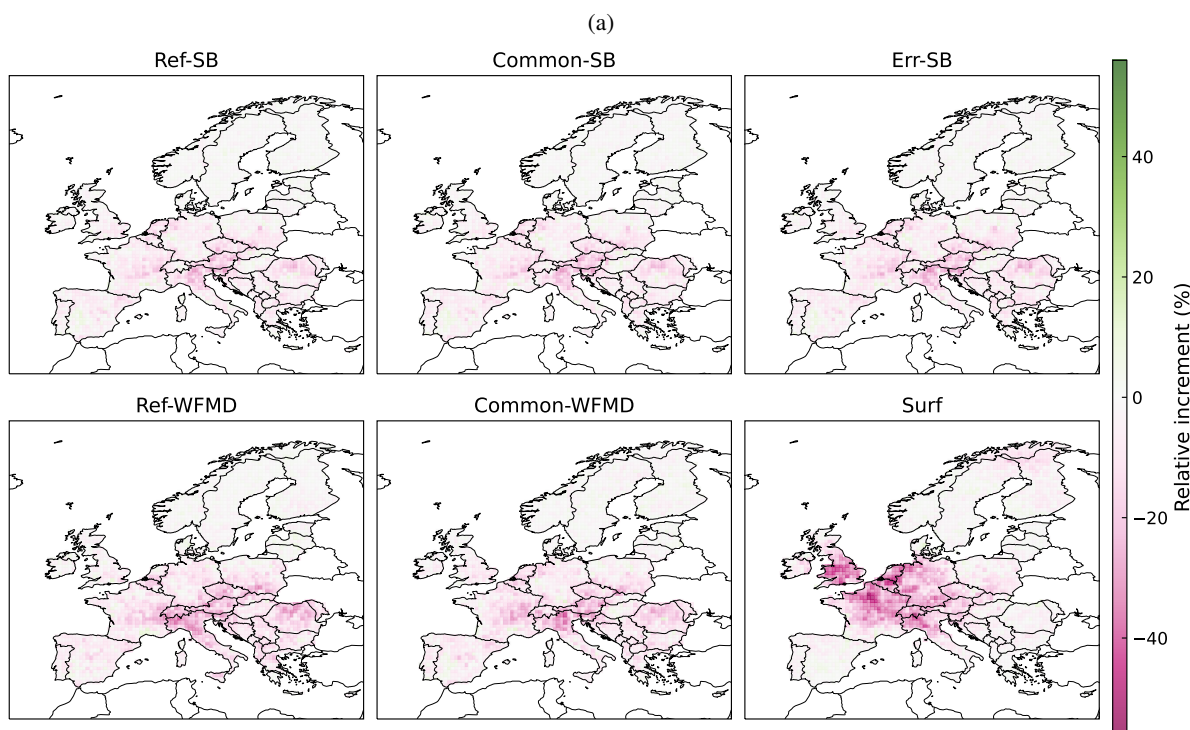 (a)
Ref-SB
Common-SB
Err-SB
Ref-WFMD
Common-WFMD
Surf
40
20
0
−20
−40
Relative increment (%)